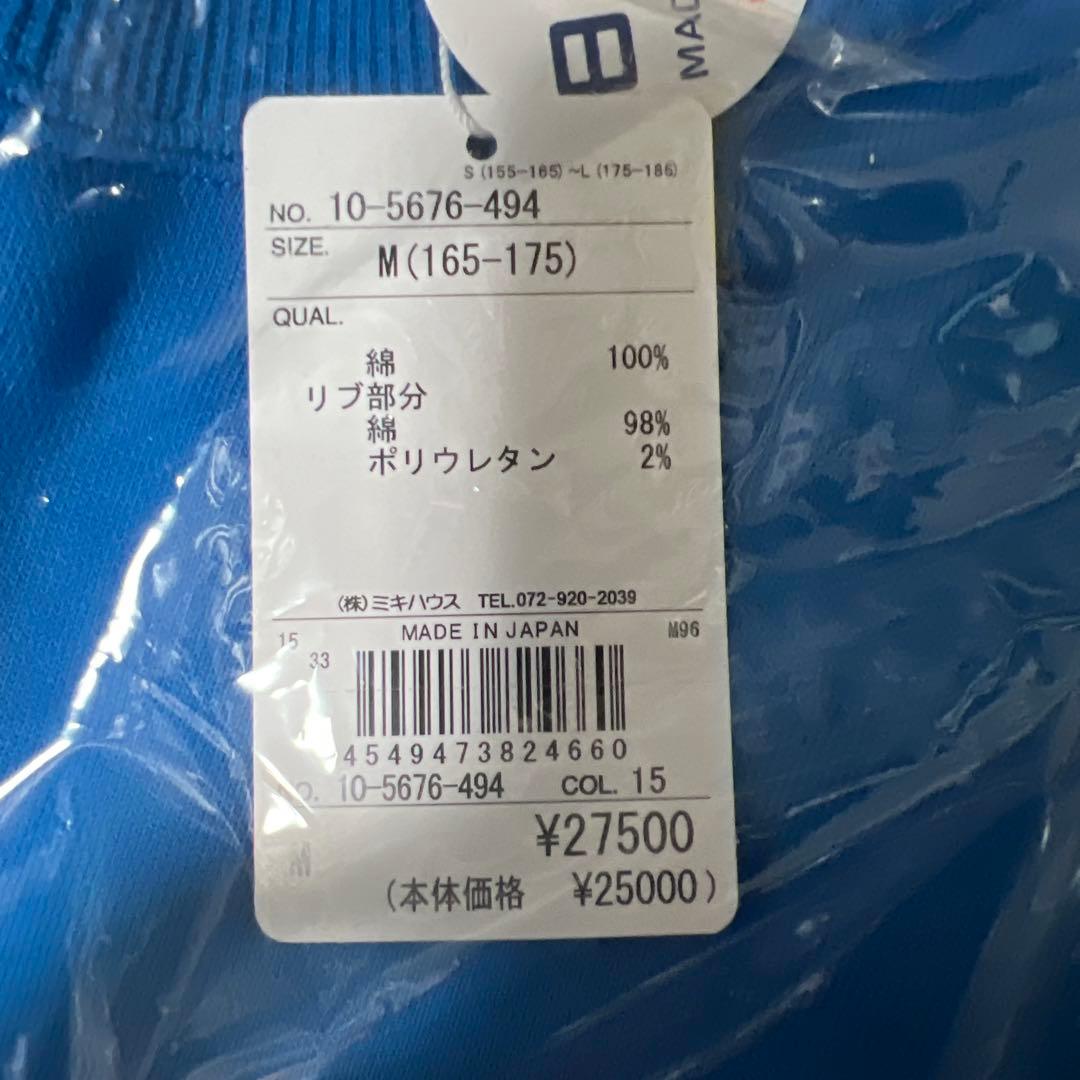 B
MAD
S (155-165) ~L (175-185)
NO. 10-5676-494
SIZE. M(165-175)
QUAL.
綿 100%
リブ部分
綿 98%
ポリウレタン 2%
(株)ミキハウス TEL.072-920-2039
15 MADE IN JAPAN M96
33
4549473824660
NO. 10-5676-494 COL. 15
¥27500
M
(本体価格 ¥25000)